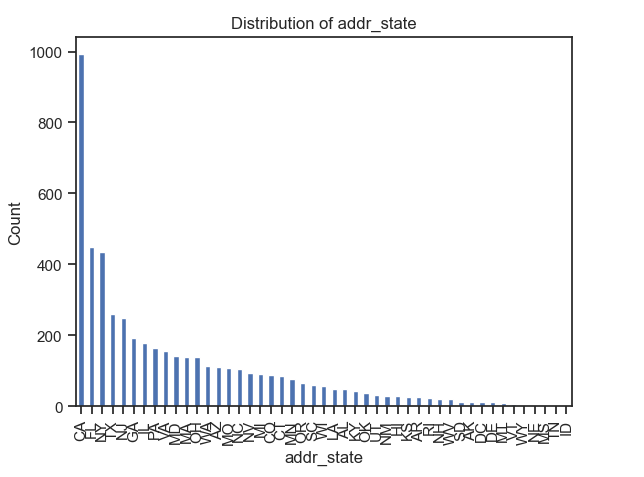 Distribution of addr_state
1000
800
600
400
200
0
Count
CA
FL
NY
TX
NJ
GA
IL
PA
VA
MD
MA
OH
WA
AZ
MO
NC
NV
MI
CO
CT
MN
OR
SC
WI
LA
AL
KY
OK
UT
NM
HI
KS
AR
RI
NH
WV
SD
AK
DC
DE
MT
VT
WY
NE
MS
TN
ID
addr_state